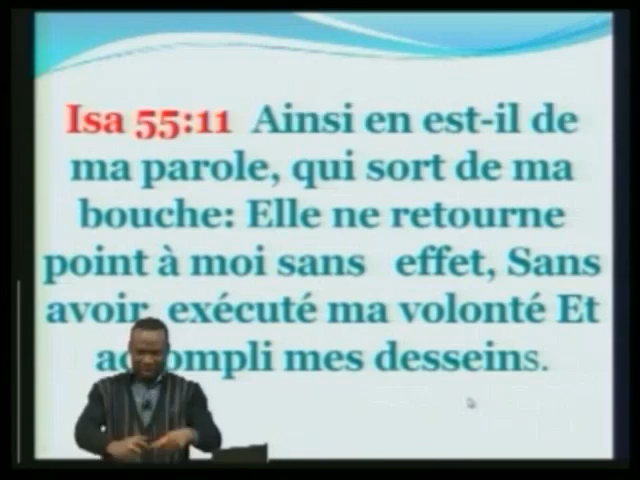 Isa 55:11 Ainsi en est-il de
ma parole, qui sort de ma
bouche: Elle ne retourne
point à moi sans effet, Sans
avoir exécuté ma volonté Et
accompli mes desseins.